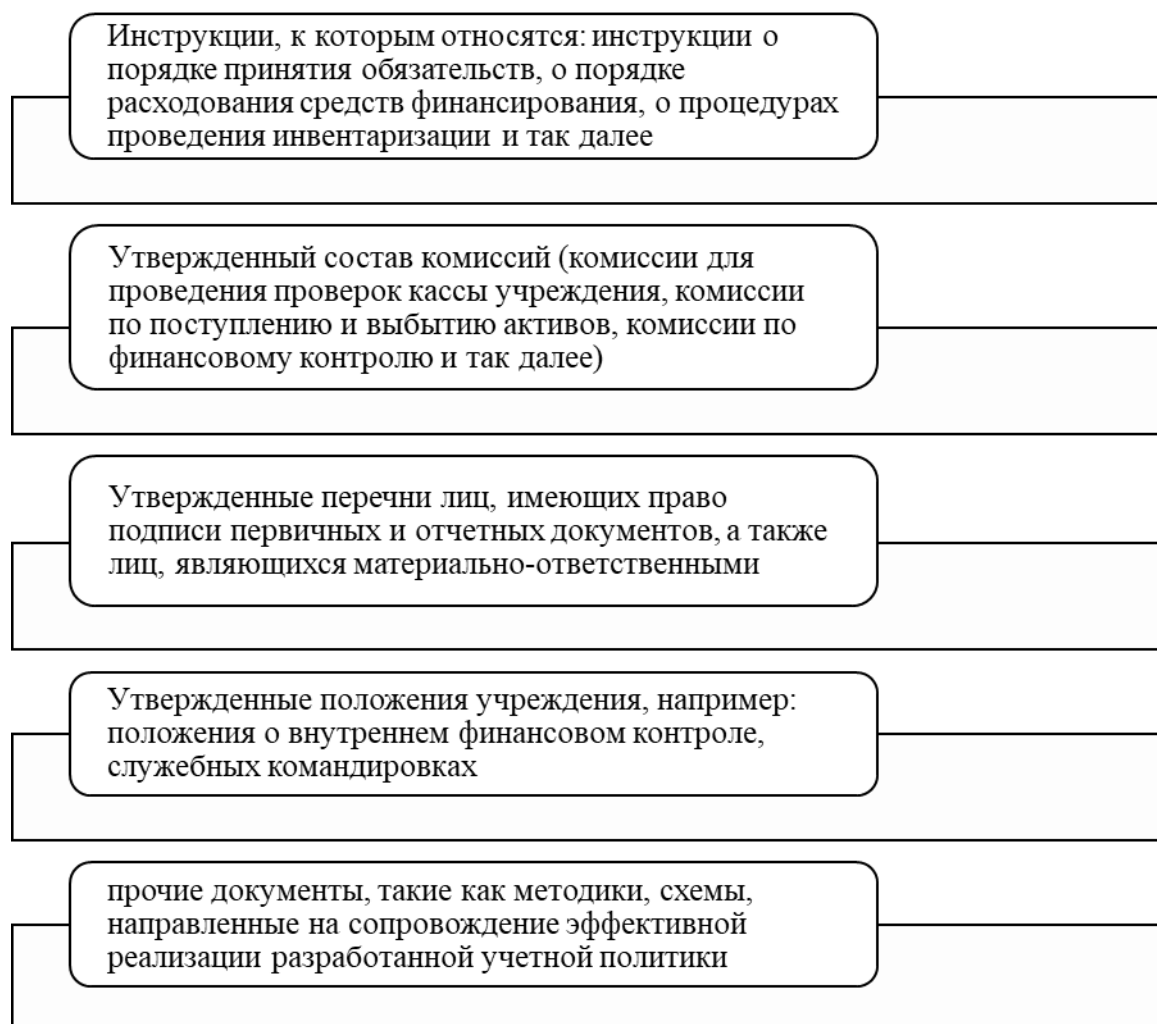 Инструкции, к которым относятся: инструкции о
порядке принятия обязательств, о порядке
расходования средств финансирования, о процедурах
проведения инвентаризации и так далее
Утвержденный состав комиссий (комиссии для
проведения проверок кассы учреждения, комиссии
по поступлению и выбытию активов, комиссии по
финансовому контролю и так далее)
Утвержденные перечни лиц, имеющих право
подписи первичных и отчетных документов, а также
лиц, являющихся материально-ответственными
Утвержденные положения учреждения, например:
положения о внутреннем финансовом контроле,
служебных командировках
прочие документы, такие как методики, схемы,
направленные на сопровождение эффективной
реализации разработанной учетной политики